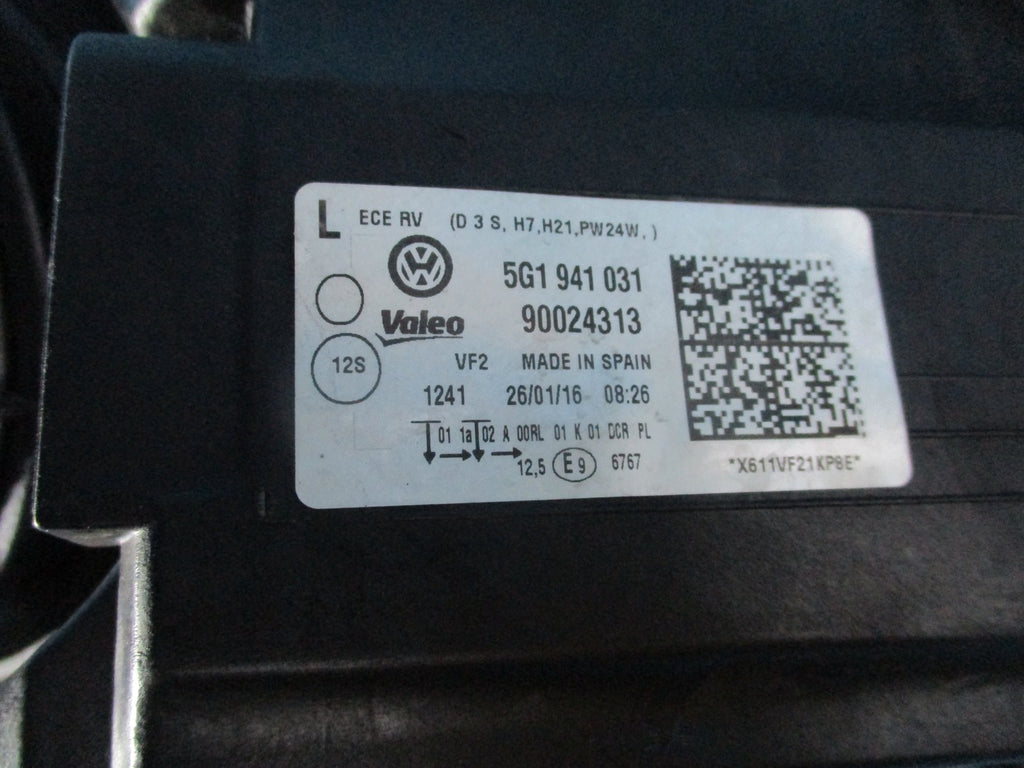 L ECE RV (D 3 S, H7,H21,PW24W, )
5G1 941 031
Valeo 90024313
12S VF2 MADE IN SPAIN
1241 26/01/16 08:26
01 1a 02 A 00RL 01 K 01 DCR PL
12,5 E9 6767
*X611VF21KP8E*